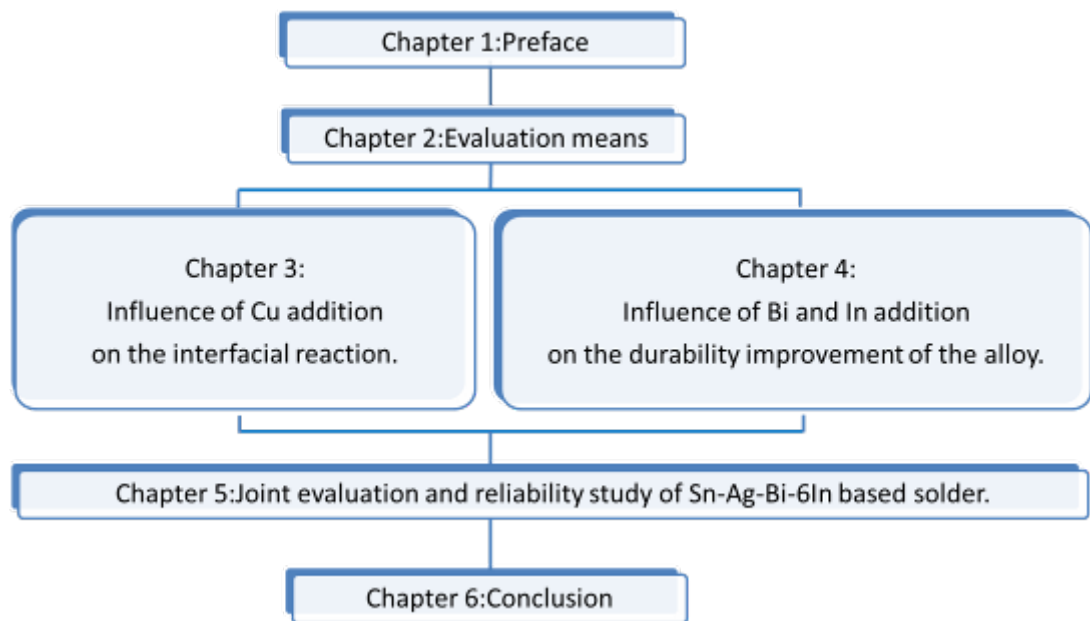 Chapter 1:Preface
Chapter 2:Evaluation means
Chapter 3:
Influence of Cu addition
on the interfacial reaction.
Chapter 4:
Influence of Bi and In addition
on the durability improvement of the alloy.
Chapter 5:Joint evaluation and reliability study of Sn-Ag-Bi-6In based solder.
Chapter 6:Conclusion